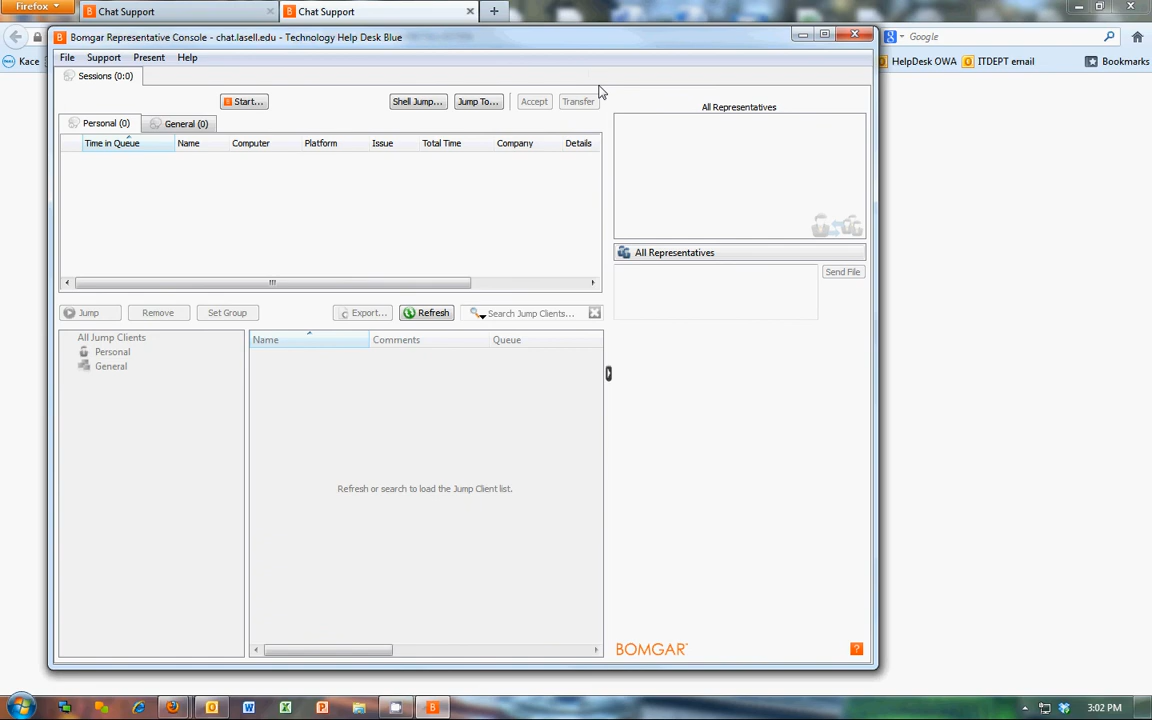 Firefox
Chat Support
Chat Support
Google
Kace
HelpDesk OWA
ITDEPT email
Bookmarks
Bomgar Representative Console - chat.lasell.edu - Technology Help Desk Blue
File Support Present Help
Sessions (0:0)
Start... Shell Jump... Jump To... Accept Transfer
All Representatives
Personal (0) General (0)
Time in Queue Name Computer Platform Issue Total Time Company Details
All Representatives
Send File
Jump Remove Set Group Export... Refresh Search Jump Clients...
All Jump Clients
Personal
General
Name Comments Queue
Refresh or search to load the Jump Client list.
BOMGAR
3:02 PM